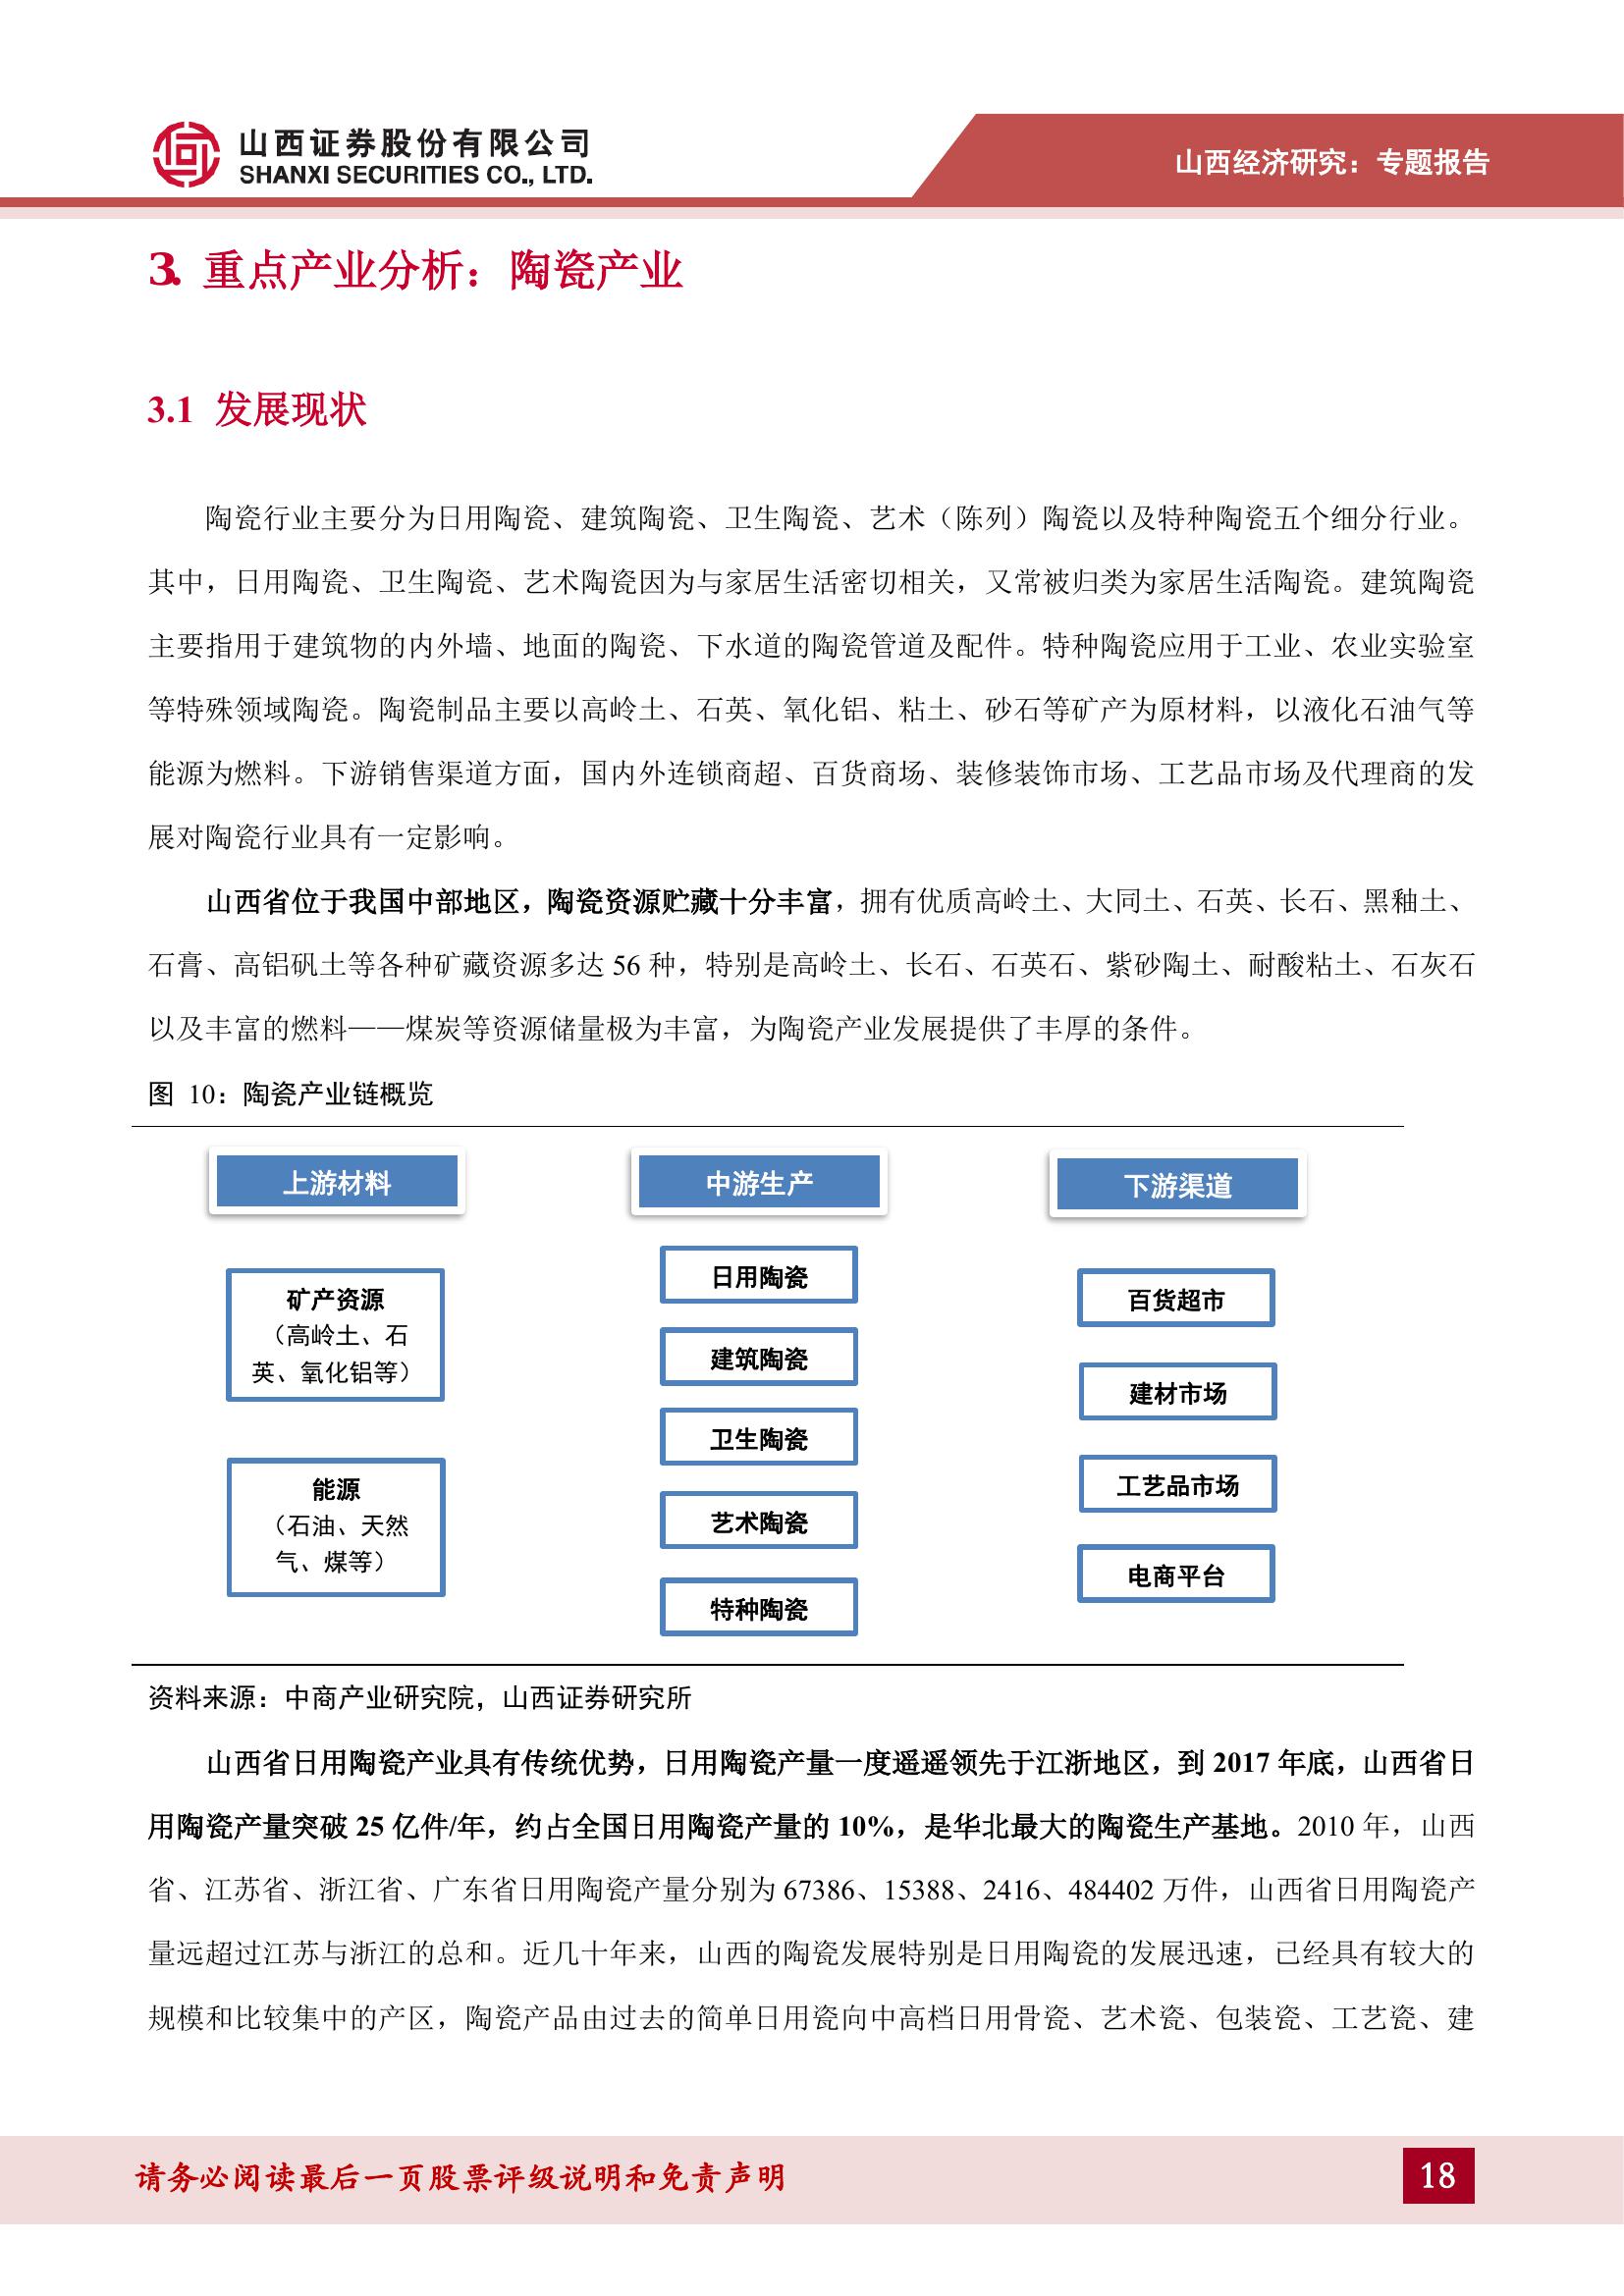 山西证券股份有限公司
SHANXI SECURITIES CO., LTD.
山西经济研究：专题报告
3. 重点产业分析：陶瓷产业
3.1 发展现状
陶瓷行业主要分为日用陶瓷、建筑陶瓷、卫生陶瓷、艺术（陈列）陶瓷以及特种陶瓷五个细分行业。
其中，日用陶瓷、卫生陶瓷、艺术陶瓷因为与家居生活密切相关，又常被归类为家居生活陶瓷。建筑陶瓷
主要指用于建筑物的内外墙、地面的陶瓷、下水道的陶瓷管道及配件。特种陶瓷应用于工业、农业实验室
等特殊领域陶瓷。陶瓷制品主要以高岭土、石英、氧化铝、粘土、砂石等矿产为原材料，以液化石油气等
能源为燃料。下游销售渠道方面，国内外连锁商超、百货商场、装修装饰市场、工艺品市场及代理商的发
展对陶瓷行业具有一定影响。
山西省位于我国中部地区，陶瓷资源贮藏十分丰富，拥有优质高岭土、大同土、石英、长石、黑釉土、
石膏、高铝矾土等各种矿藏资源多达 56 种，特别是高岭土、长石、石英石、紫砂陶土、耐酸粘土、石灰石
以及丰富的燃料——煤炭等资源储量极为丰富，为陶瓷产业发展提供了丰厚的条件。
图 10：陶瓷产业链概览
上游材料
矿产资源
（高岭土、石
英、氧化铝等）
能源
（石油、天然
气、煤等）
中游生产
日用陶瓷
建筑陶瓷
卫生陶瓷
艺术陶瓷
特种陶瓷
下游渠道
百货超市
建材市场
工艺品市场
电商平台
资料来源：中商产业研究院，山西证券研究所
山西省日用陶瓷产业具有传统优势，日用陶瓷产量一度遥遥领先于江浙地区，到 2017 年底，山西省日
用陶瓷产量突破 25 亿件/年，约占全国日用陶瓷产量的 10%，是华北最大的陶瓷生产基地。2010 年，山西
省、江苏省、浙江省、广东省日用陶瓷产量分别为 67386、15388、2416、484402 万件，山西省日用陶瓷产
量远超过江苏与浙江的总和。近几十年来，山西的陶瓷发展特别是日用陶瓷的发展迅速，已经具有较大的
规模和比较集中的产区，陶瓷产品由过去的简单日用瓷向中高档日用骨瓷、艺术瓷、包装瓷、工艺瓷、建
请务必阅读最后一页股票评级说明和免责声明
18